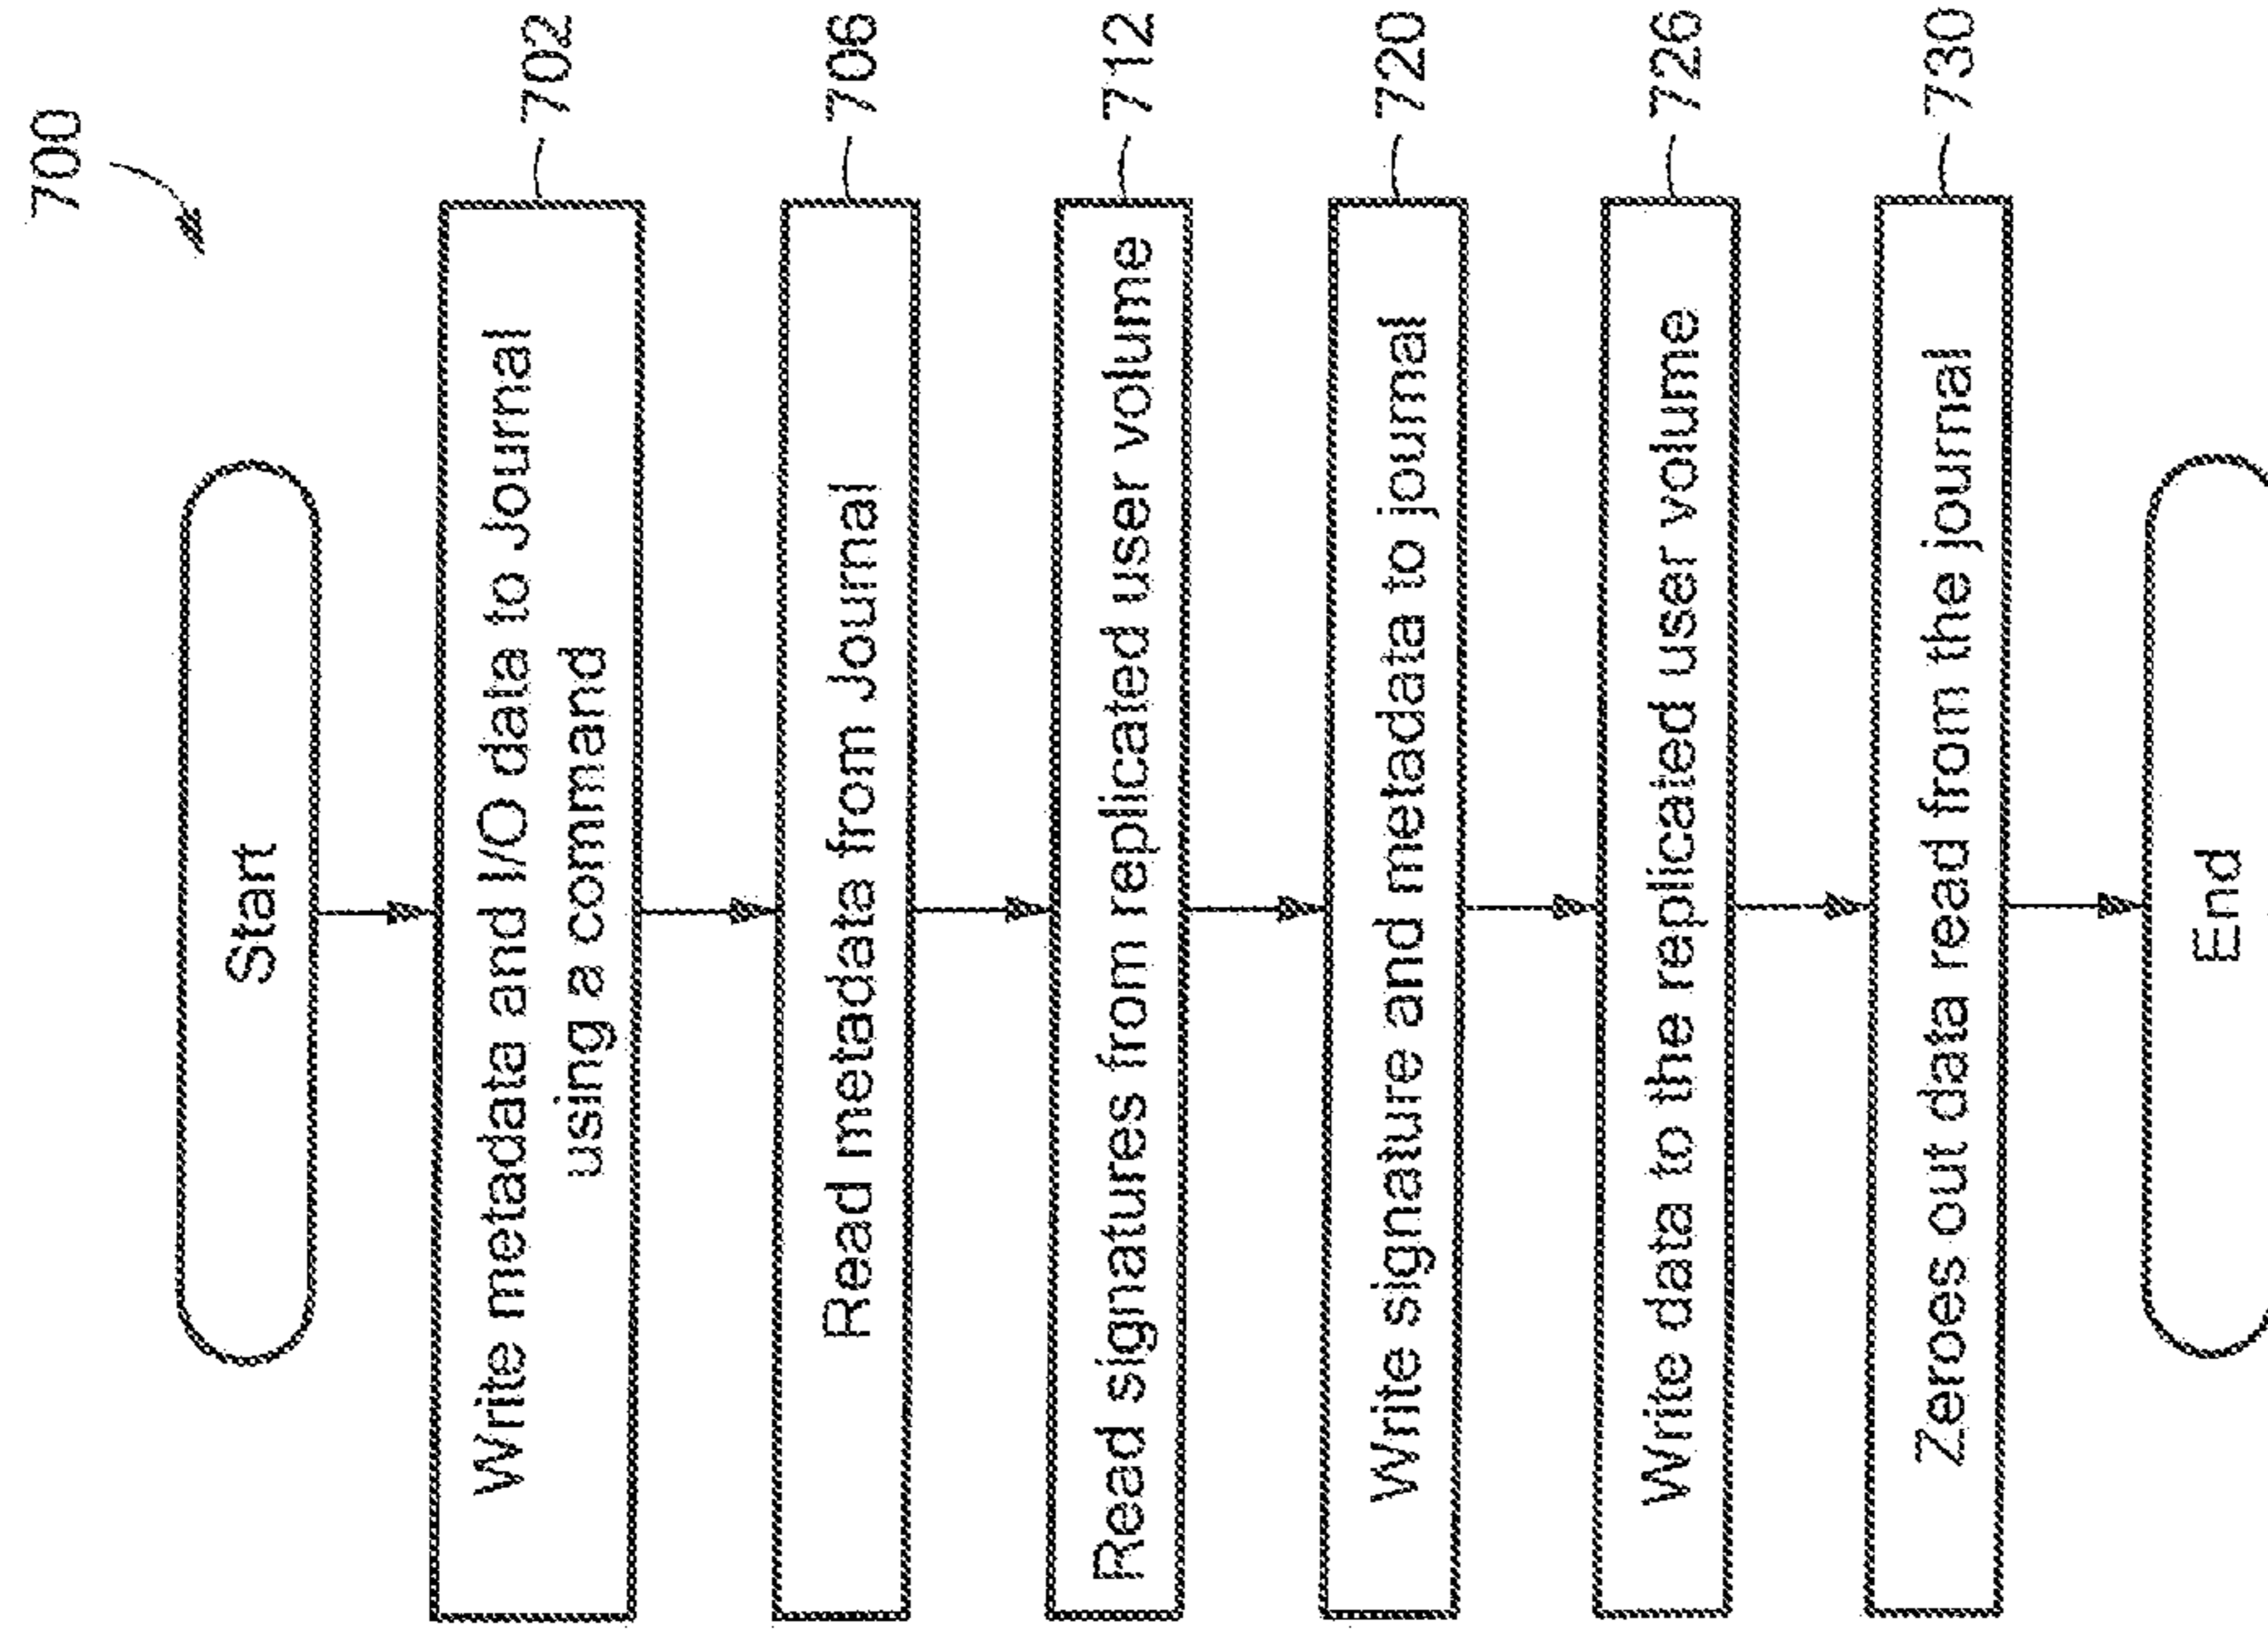 700
Start
Write metadata and I/O data to Journal
using a command
702
Read metadate from Journal
706
Read signatures from replicated user volume
712
Write signature and metadata to journal
720
Write data to the replicated user volume
726
Zeroes out data read from the journal
730
End